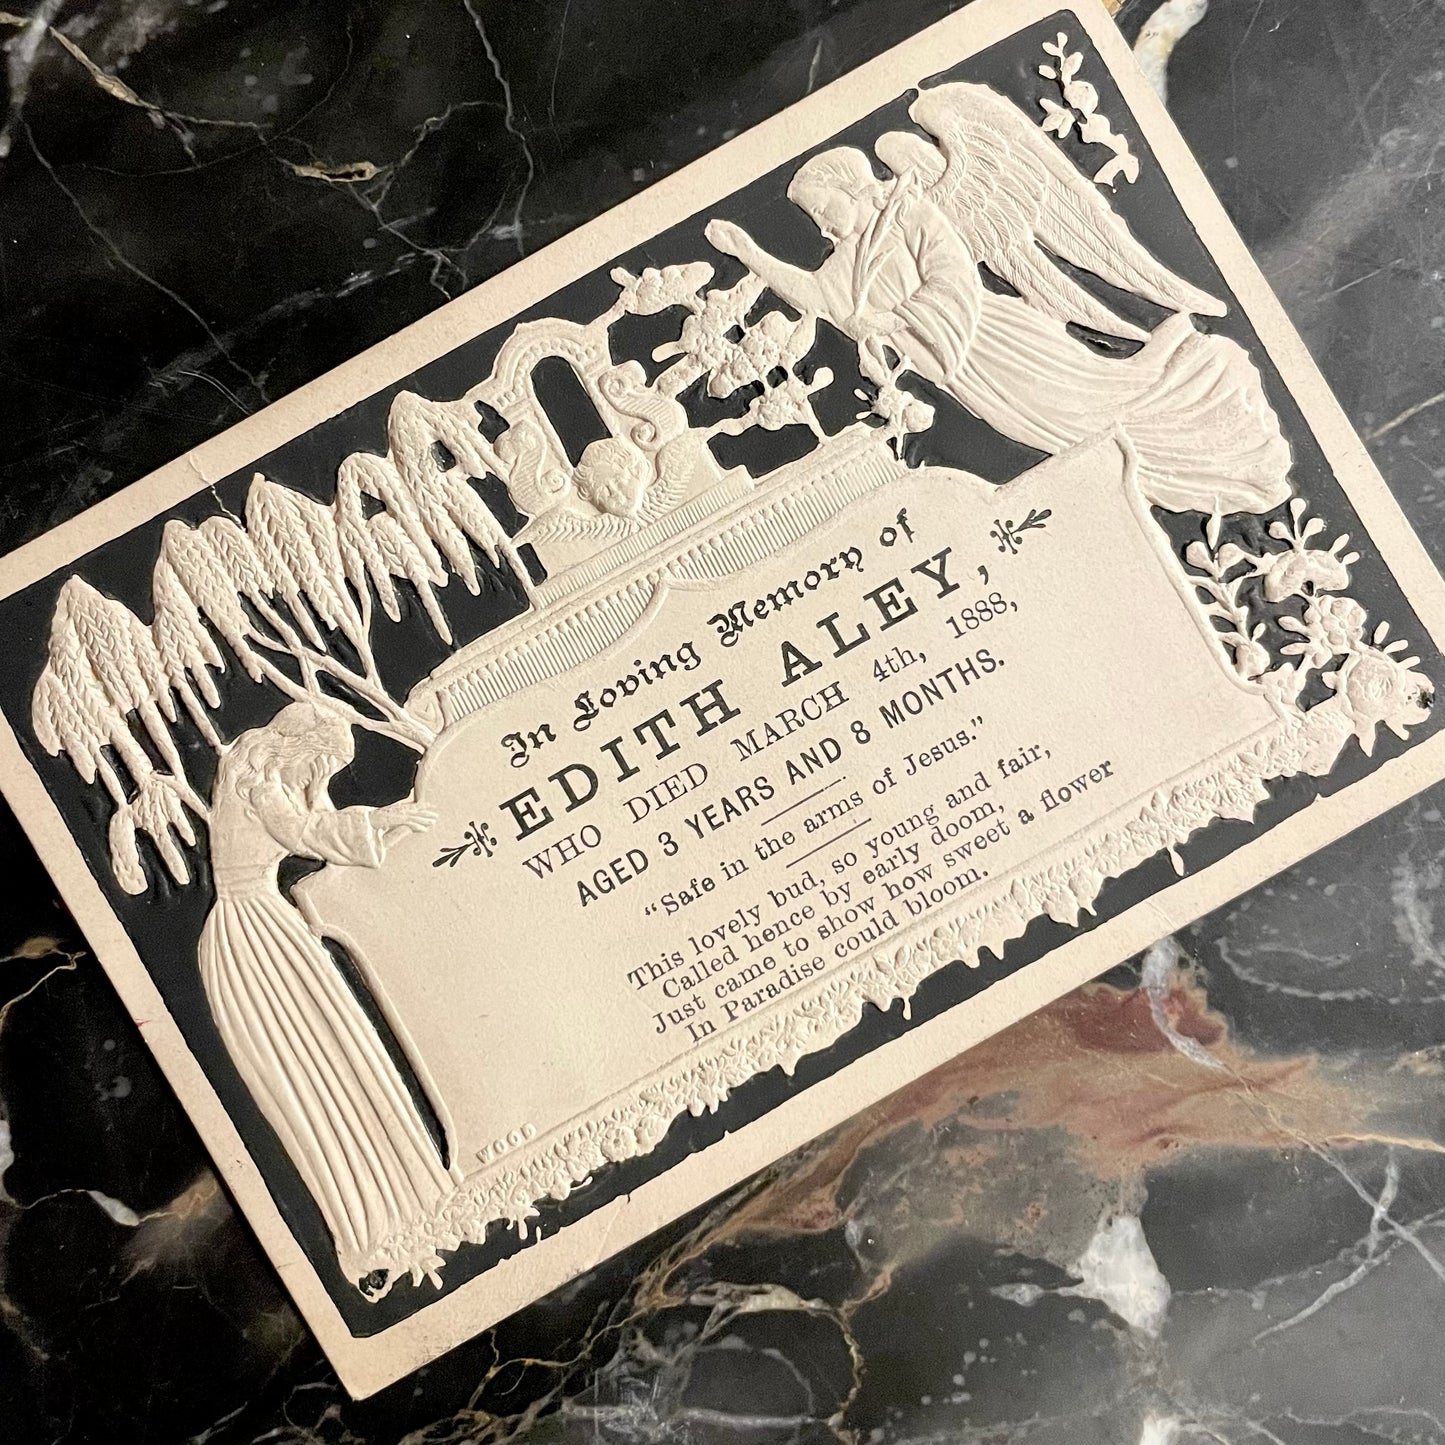 In Loving Memory of
EDITH ALEY,
WHO DIED MARCH 4th, 1888,
AGED 3 YEARS AND 8 MONTHS.
"Safe in the arms of Jesus."
This lovely bud, so young and fair,
Called hence by early doom,
Just came to show how sweet a flower
In Paradise could bloom.
WOOD